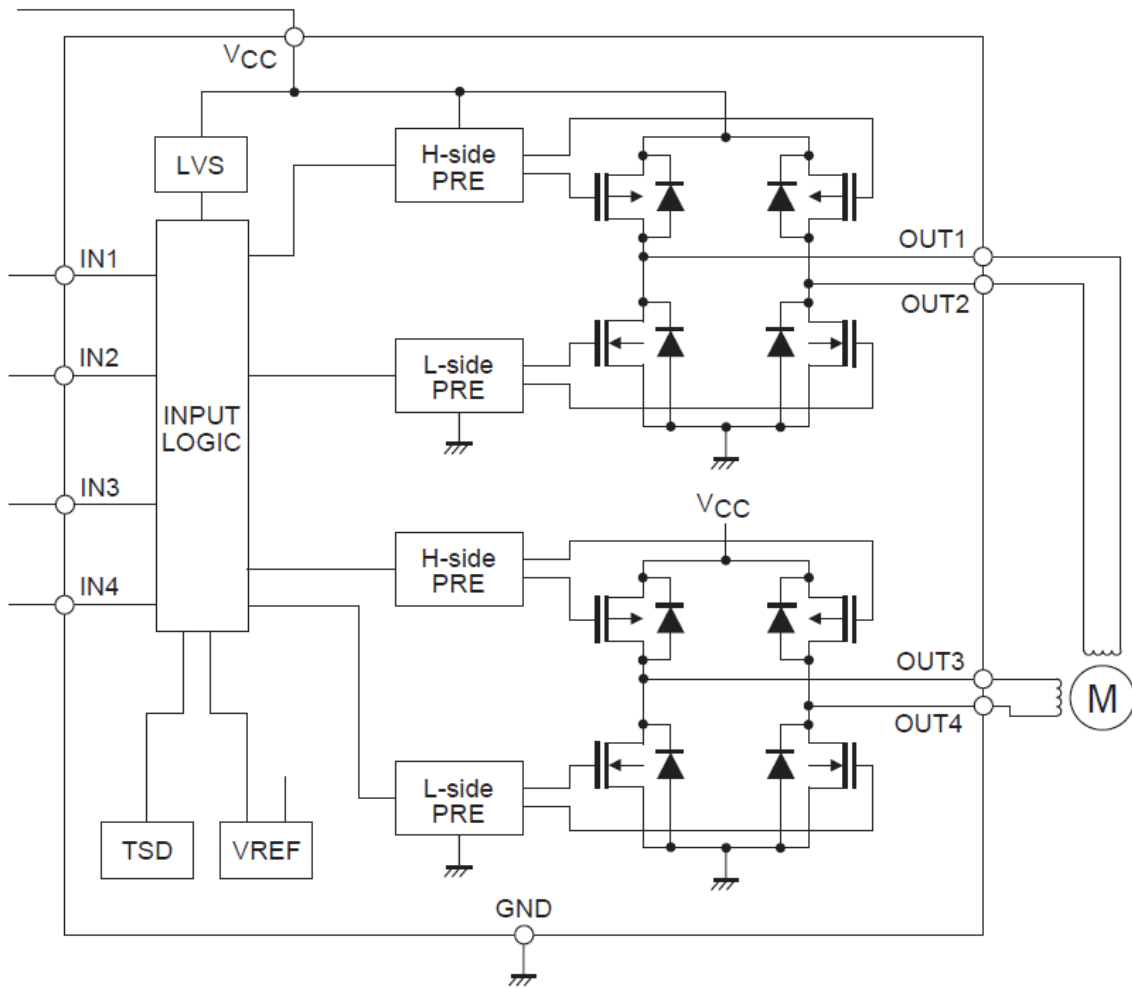 VCC
LVS
H-side
PRE
OUT1
IN1
OUT2
IN2
L-side
PRE
INPUT
LOGIC
IN3
VCC
H-side
PRE
IN4
OUT3
M
OUT4
L-side
PRE
TSD
VREF
GND